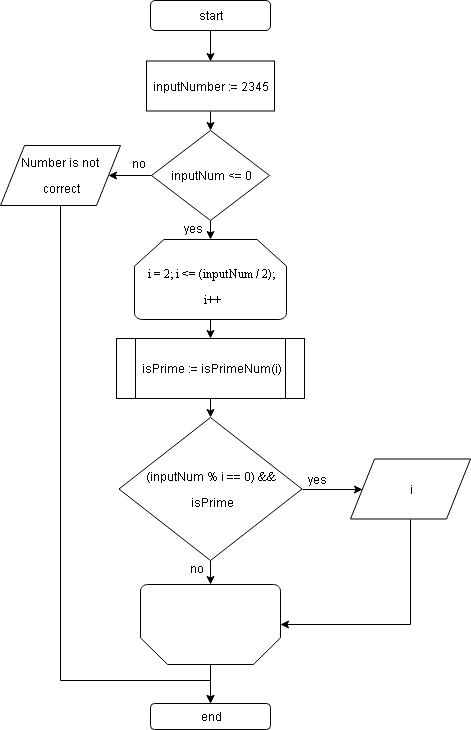 start
inputNumber := 2345
inputNum <= 0
no
Number is not
correct
yes
i = 2; i <= (inputNum / 2);
i++
isPrime := isPrimeNum(i)
(inputNum % i == 0) &&
isPrime
yes
i
no
end